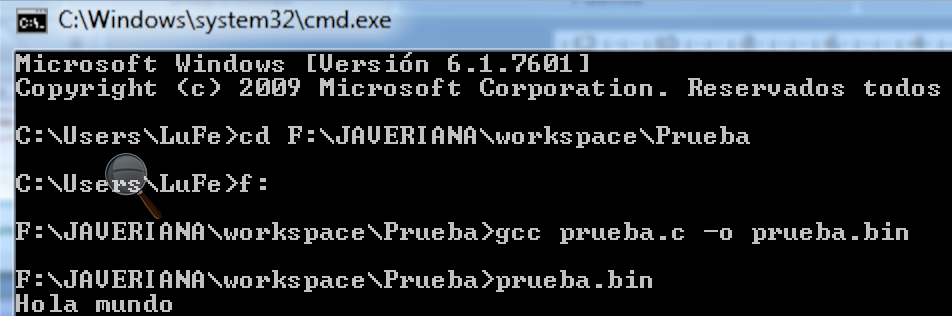 C:\Windows\system32\cmd.exe
Microsoft Windows [Versión 6.1.7601]
Copyright (c) 2009 Microsoft Corporation. Reservados todos
C:\Users\LuFe>cd F:\JAVERIANA\workspace\Prueba
C:\Users\LuFe>f:
F:\JAVERIANA\workspace\Prueba>gcc prueba.c -o prueba.bin
F:\JAVERIANA\workspace\Prueba>prueba.bin
Hola mundo